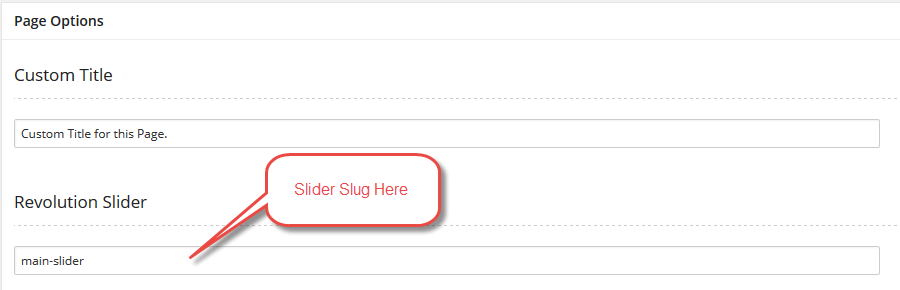 Page Options
Custom Title
Custom Title for this Page.
Slider Slug Here
Revolution Slider
main-slider